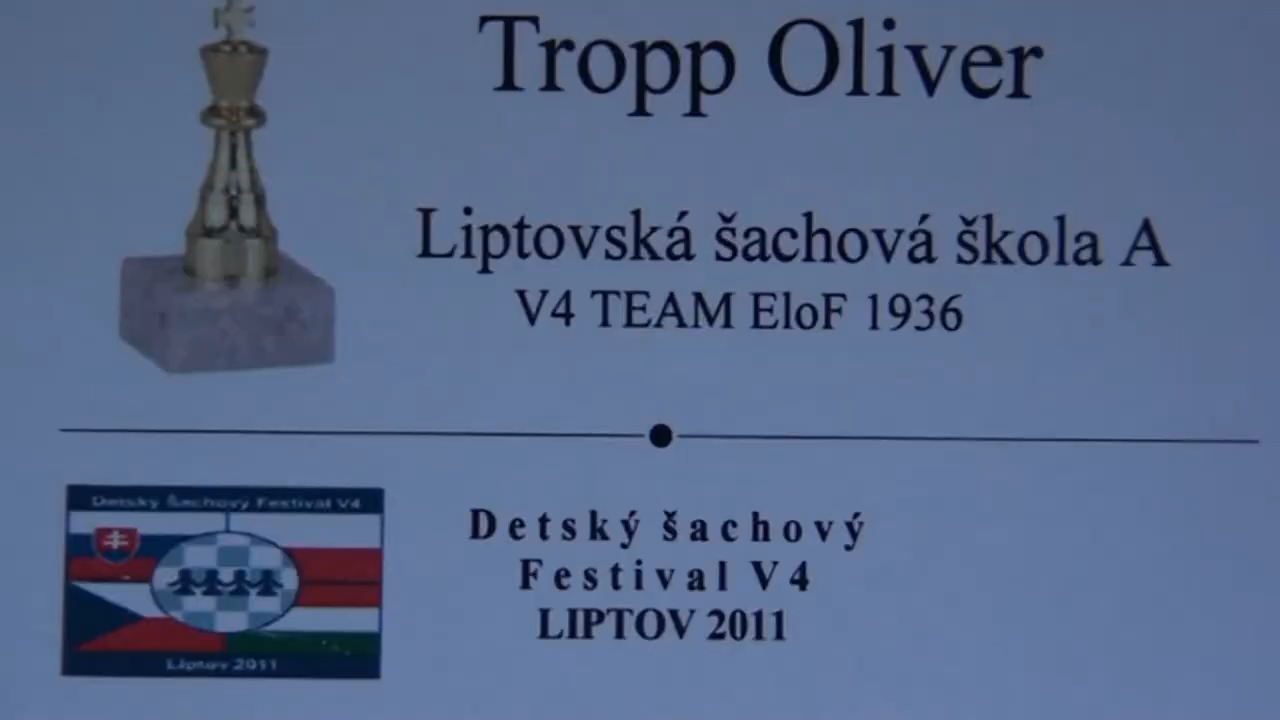 Tropp Oliver
Liptovská šachová škola A
V4 TEAM EloF 1936
Detský Šachový Festival V4
Liptov 2011
Detský šachový
Festival V4
LIPTOV 2011